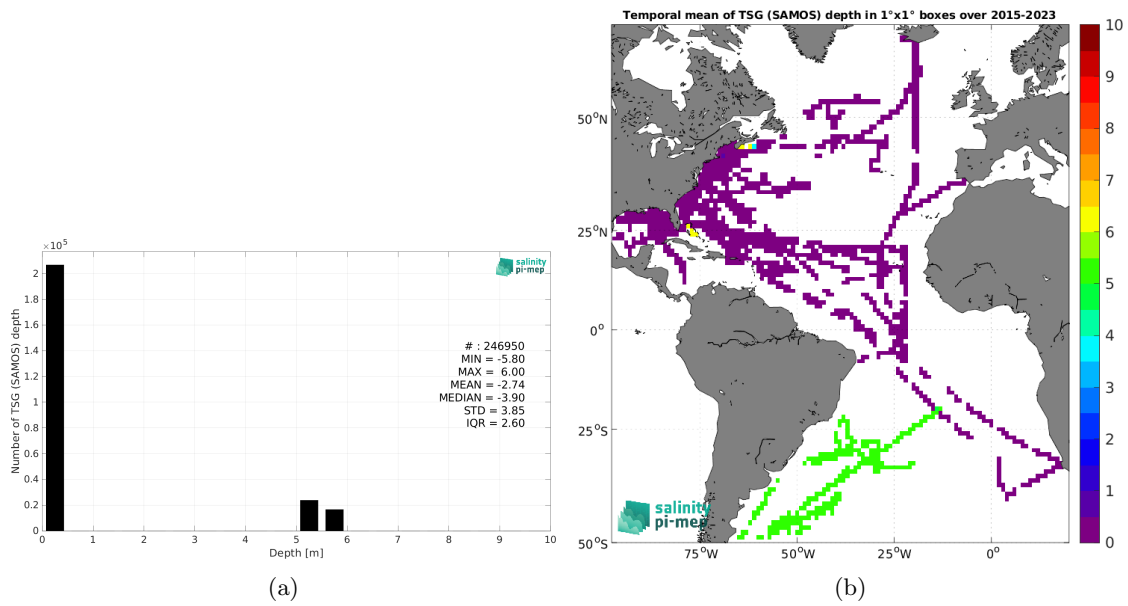 ×10⁵
2
1.8
1.6
1.4
1.2
1
0.8
0.6
0.4
0.2
0
Number of TSG (SAMOS) depth
salinity
pi-mep
# : 246950
MIN = -5.80
MAX = 6.00
MEAN = -2.74
MEDIAN = -3.90
STD = 3.85
IQR = 2.60
0 1 2 3 4 5 6 7 8 9 10
Depth [m]
(a)
Temporal mean of TSG (SAMOS) depth in 1°x1° boxes over 2015-2023
50°N
25°N
0°
25°S
50°S
75°W 50°W 25°W 0°
salinity
pi-mep
10
9
8
7
6
5
4
3
2
1
0
(b)